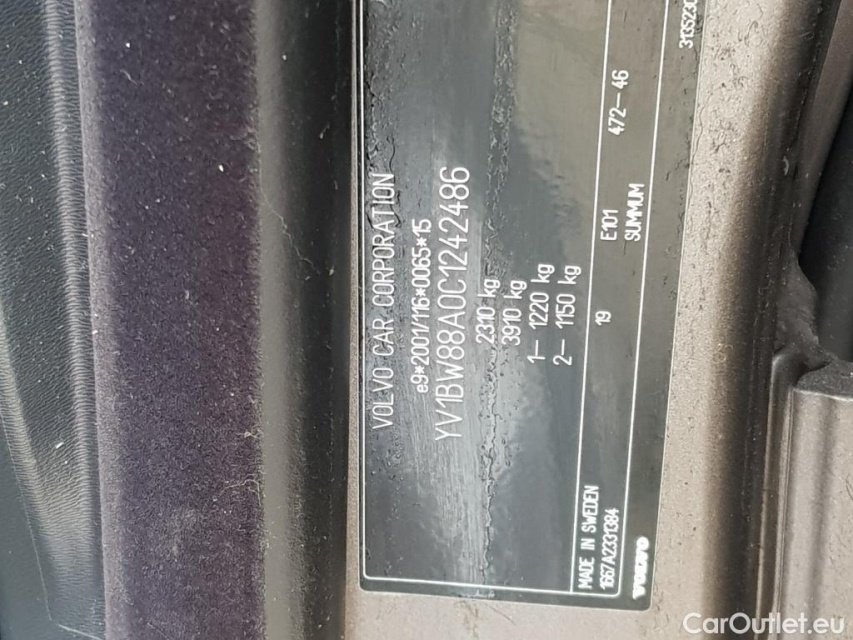 VOLVO CAR CORPORATION
e9*2001/116*0065*15
YV1BW88A0C1242486
2310 kg
3910 kg
1- 1220 kg
2- 1150 kg
MADE IN SWEDEN 19 E101 472-46
1667A2331384 SUMMUM
VOLVO
CarOutlet.eu